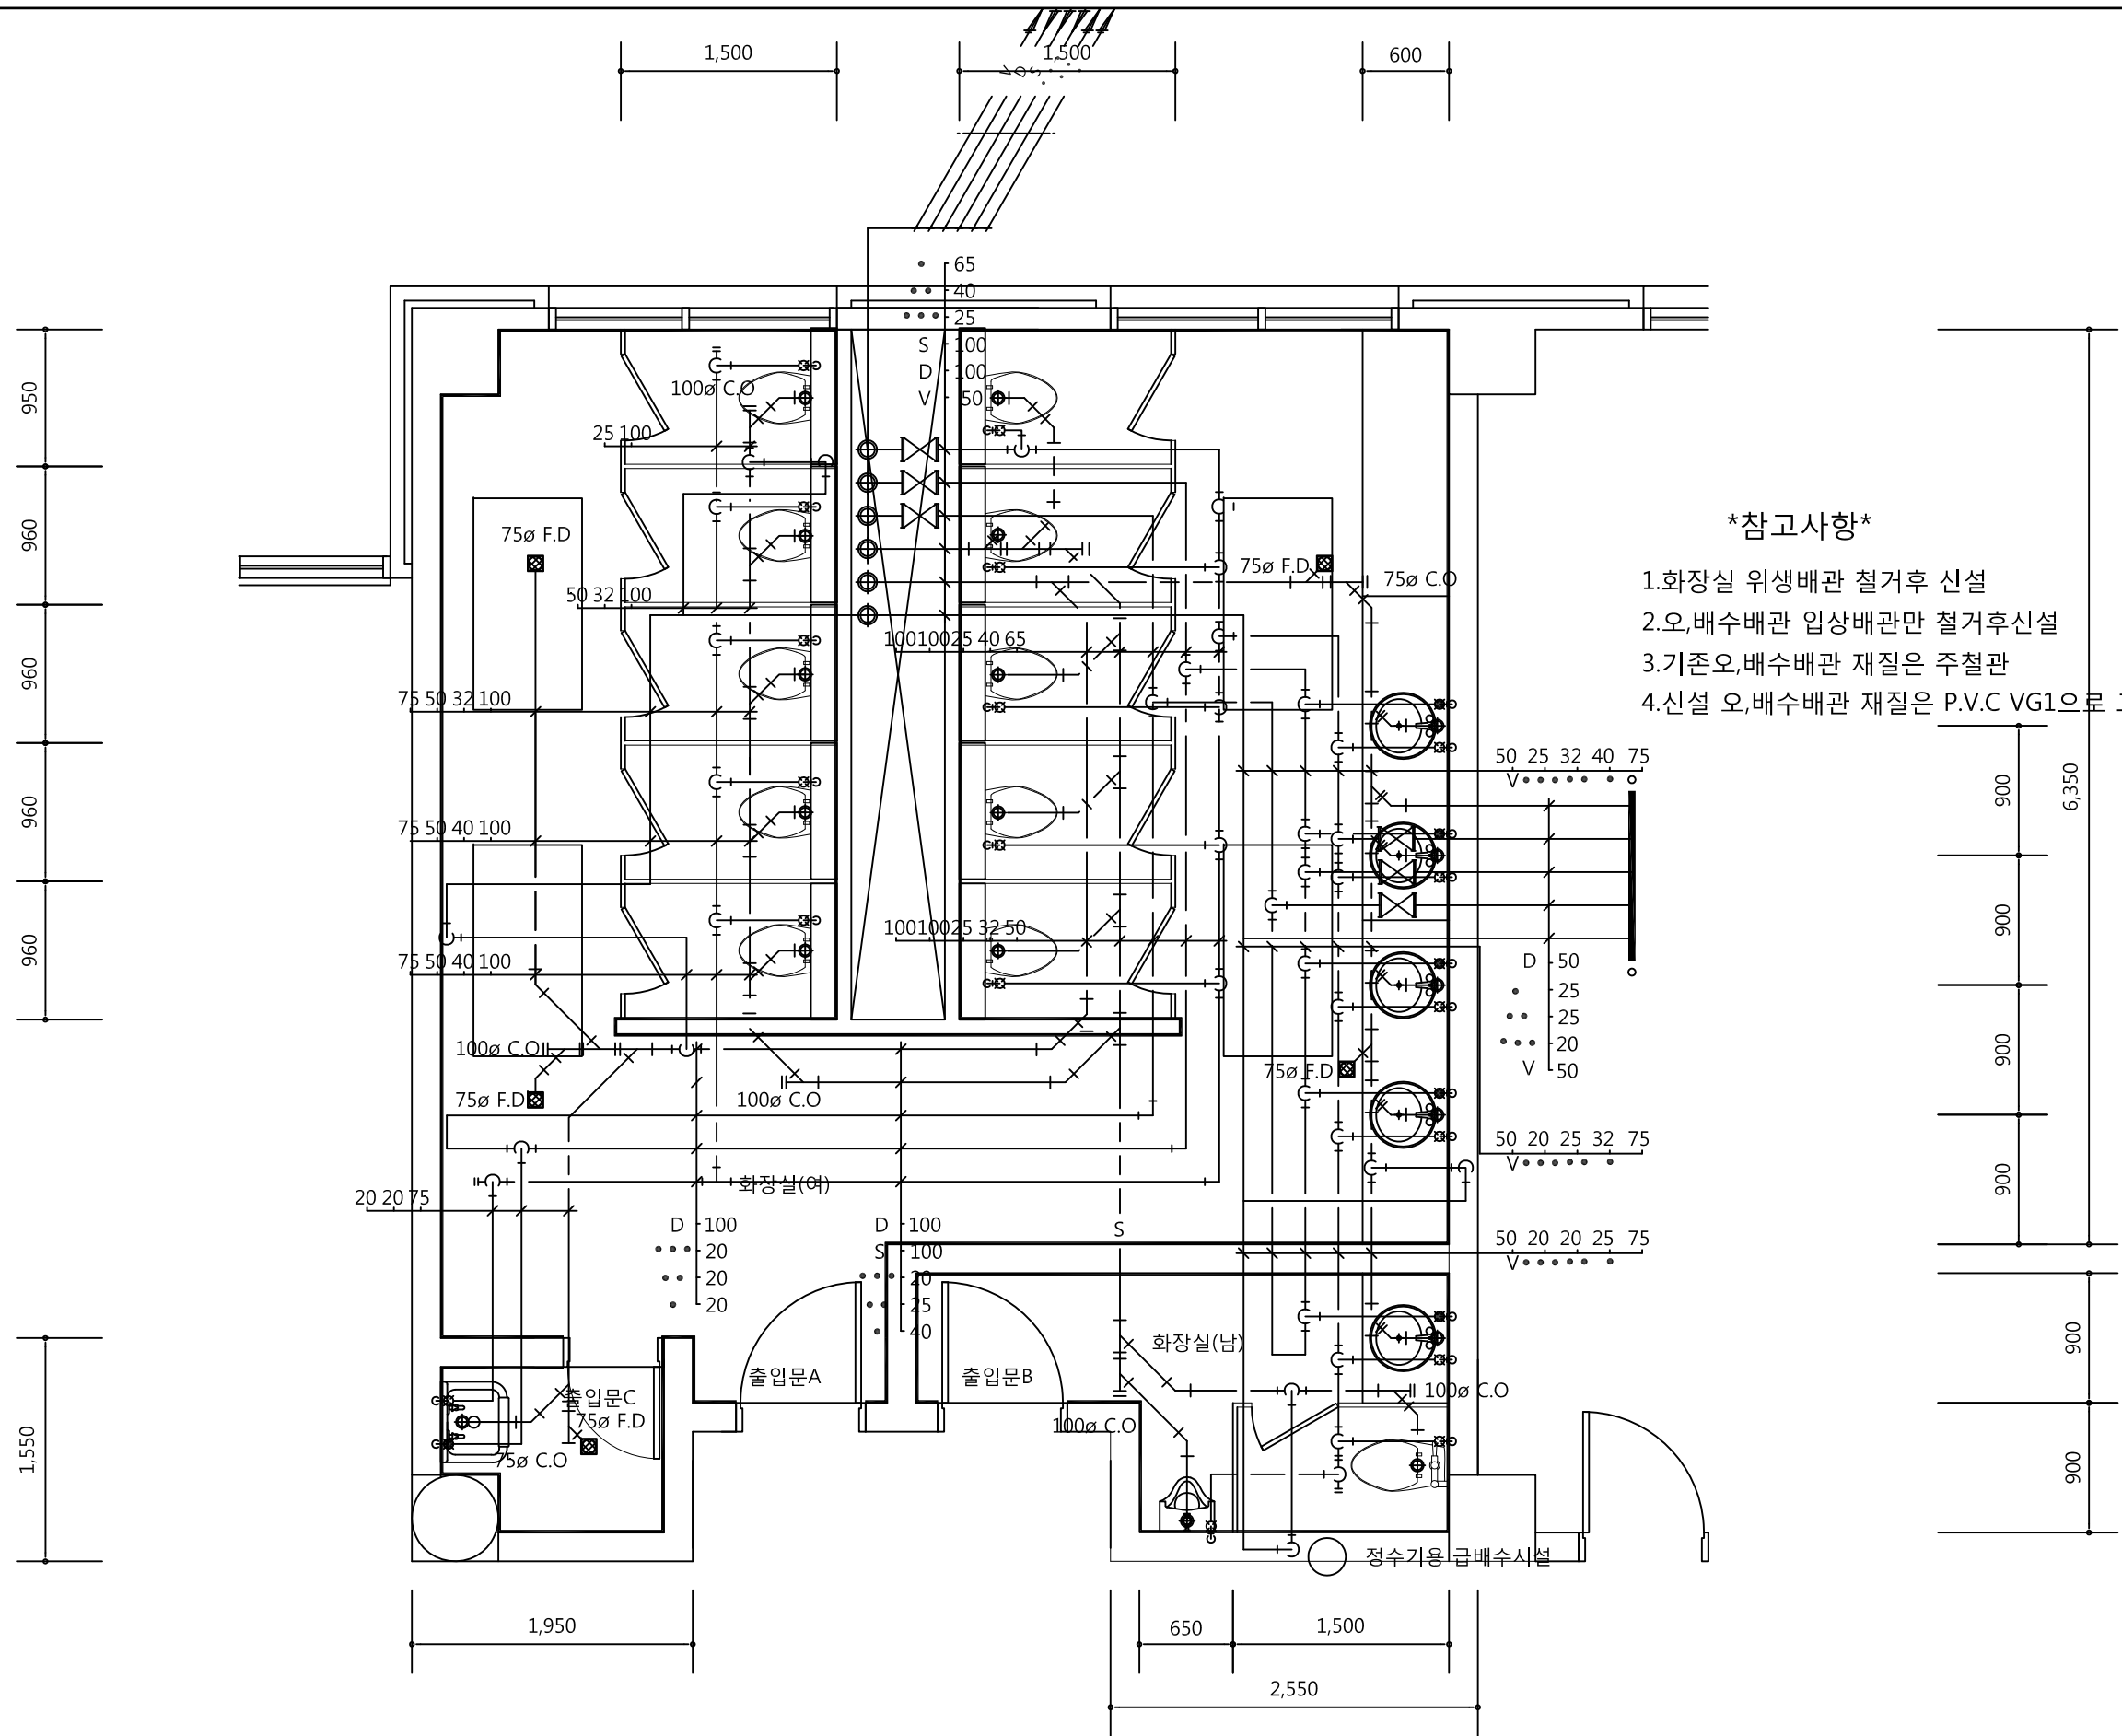 1,500
1,500
600
V
D
S
65
40
25
S 100
D 100
V 50
950
960
960
960
960
1,550
100ø C.O
25 100
75ø F.D
50 32 100
75 50 32 100
75 50 40 100
75 50 40 100
100ø C.O
75ø F.D
100ø C.O
100 100 25 40 65
100 100 25 32 50
75ø F.D
75ø C.O
*참고사항*
1.화장실 위생배관 철거후 신설
2.오,배수배관 입상배관만 철거후신설
3.기존오,배수배관 재질은 주철관
4.신설 오,배수배관 재질은 P.V.C VG1으로
50 25 32 40 75
V
900
900
900
900
6,350
900
900
D 50
25
25
20
V 50
75ø F.D
50 20 25 32 75
V
50 20 20 25 75
V
화장실(여)
20 20 75
D 100
20
20
20
D 100
S 100
20
25
40
S
화장실(남)
출입문A
출입문B
출입문C
75ø F.D
75ø C.O
100ø C.O
100ø C.O
정수기용 급배수시설
1,950
650
1,500
2,550